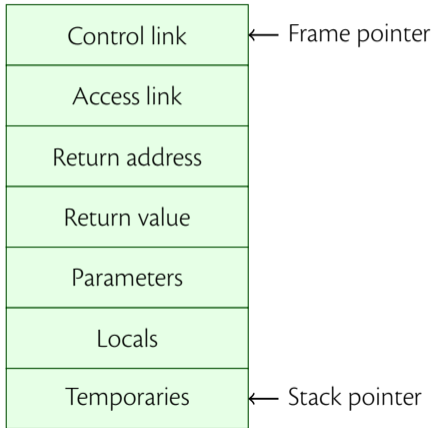 Control link ← Frame pointer
Access link
Return address
Return value
Parameters
Locals
Temporaries ← Stack pointer